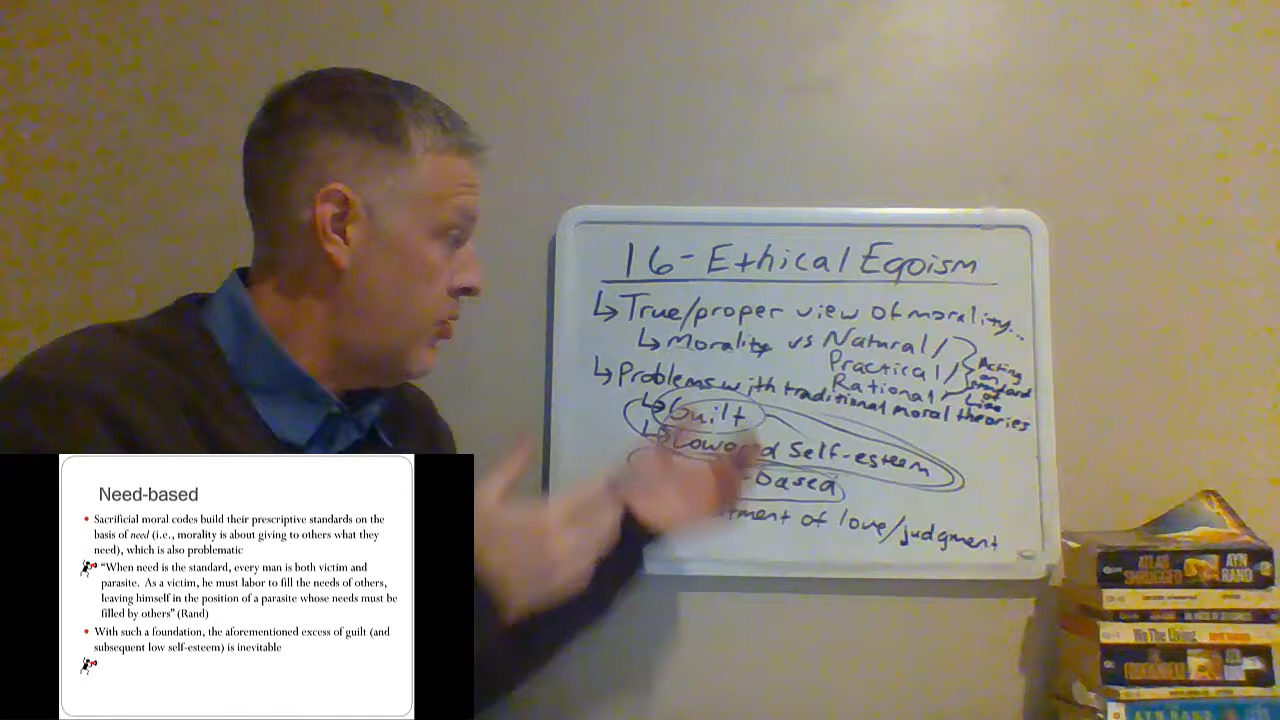 16- Ethical Egoism
↳ True/proper view of morality...
↳ Morality vs Natural/
Practical/
Rational
Acting
on
standard
of
Life
↳ Problems with traditional moral theories
↳ Guilt
↳ Lowered Self-esteem
-based
of love/judgment
Need-based
• Sacrificial moral codes build their prescriptive standards on the
basis of need (i.e., morality is about giving to others what they
need), which is also problematic
"When need is the standard, every man is both victim and
parasite. As a victim, he must labor to fill the needs of others,
leaving himself in the position of a parasite whose needs must be
filled by others" (Rand)
• With such a foundation, the aforementioned excess of guilt (and
subsequent low self-esteem) is inevitable
ATLAS
SHRUGGED
AYN
RAND
We The Living
AYN RAND